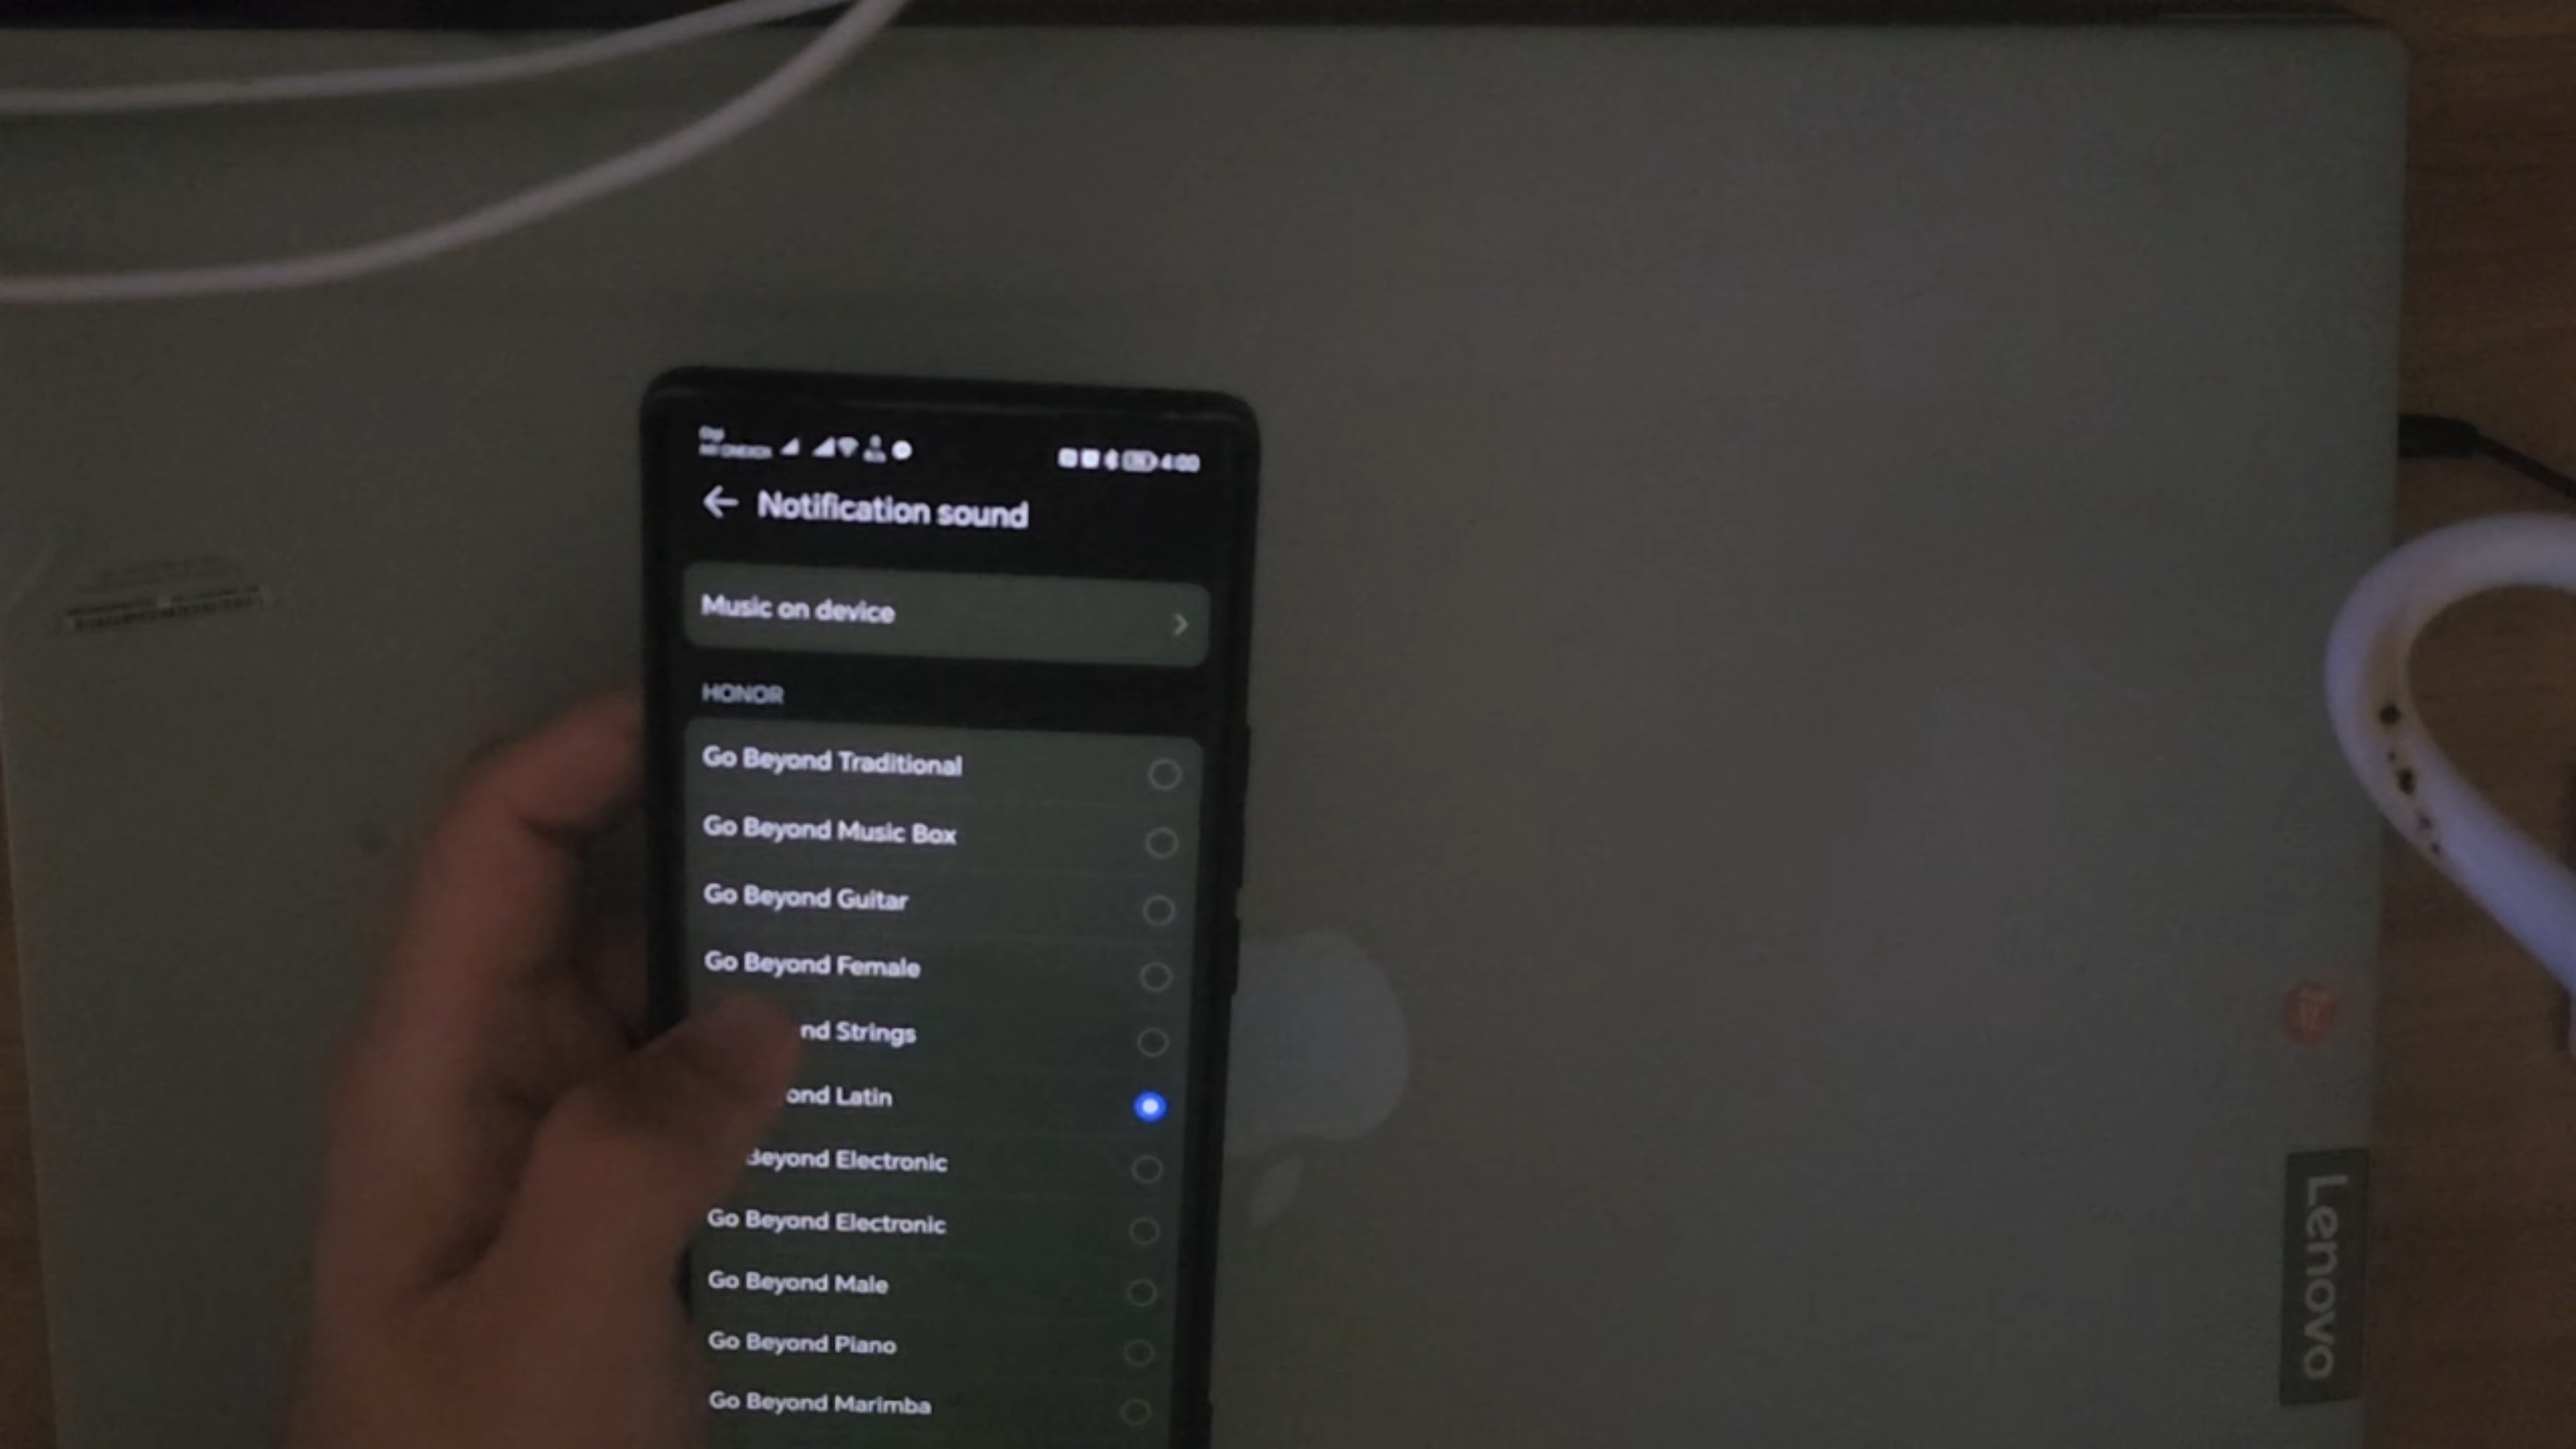 4:00
Notification sound
Music on device
HONOR
Go Beyond Traditional
Go Beyond Music Box
Go Beyond Guitar
Go Beyond Female
nd Strings
ond Latin
Beyond Electronic
Go Beyond Electronic
Go Beyond Male
Go Beyond Piano
Go Beyond Marimba
Lenovo